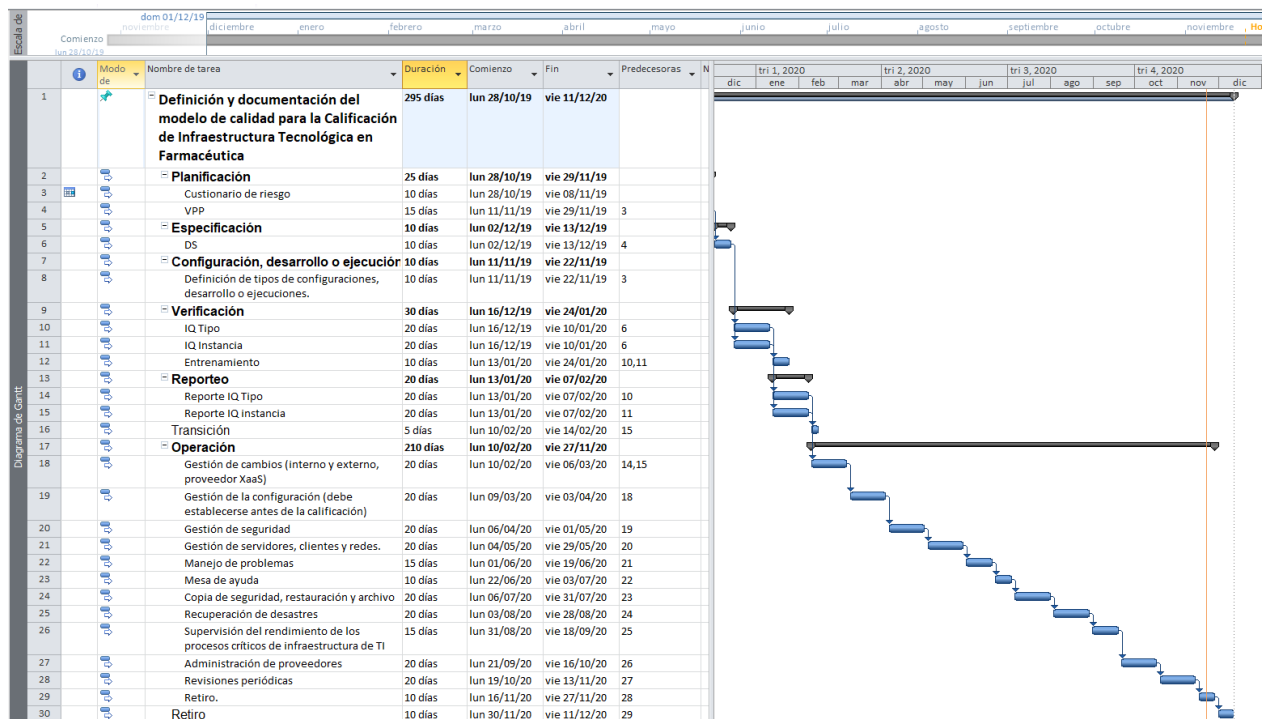 Escala de
dom 01/12/19
noviembre diciembre enero febrero marzo abril mayo junio julio agosto septiembre octubre noviembre Ho
Comienzo
lun 28/10/19
Modo de Nombre de tarea Duración Comienzo Fin Predecesoras N
tri 1, 2020 tri 2, 2020 tri 3, 2020 tri 4, 2020
dic ene feb mar abr may jun jul ago sep oct nov dic
Diagrama de Gantt
1 Definición y documentación del 295 días lun 28/10/19 vie 11/12/20
modelo de calidad para la Calificación
de Infraestructura Tecnológica en
Farmacéutica
2 Planificación 25 días lun 28/10/19 vie 29/11/19
3 Custionario de riesgo 10 días lun 28/10/19 vie 08/11/19
4 VPP 15 días lun 11/11/19 vie 29/11/19 3
5 Especificación 10 días lun 02/12/19 vie 13/12/19
6 DS 10 días lun 02/12/19 vie 13/12/19 4
7 Configuración, desarrollo o ejecución 10 días lun 11/11/19 vie 22/11/19
8 Definición de tipos de configuraciones, 10 días lun 11/11/19 vie 22/11/19 3
desarrollo o ejecuciones.
9 Verificación 30 días lun 16/12/19 vie 24/01/20
10 IQ Tipo 20 días lun 16/12/19 vie 10/01/20 6
11 IQ Instancia 20 días lun 16/12/19 vie 10/01/20 6
12 Entrenamiento 10 días lun 13/01/20 vie 24/01/20 10,11
13 Reporteo 20 días lun 13/01/20 vie 07/02/20
14 Reporte IQ Tipo 20 días lun 13/01/20 vie 07/02/20 10
15 Reporte IQ instancia 20 días lun 13/01/20 vie 07/02/20 11
16 Transición 5 días lun 10/02/20 vie 14/02/20 15
17 Operación 210 días lun 10/02/20 vie 27/11/20
18 Gestión de cambios (interno y externo, 20 días lun 10/02/20 vie 06/03/20 14,15
proveedor XaaS)
19 Gestión de la configuración (debe 20 días lun 09/03/20 vie 03/04/20 18
establecerse antes de la calificación)
20 Gestión de seguridad 20 días lun 06/04/20 vie 01/05/20 19
21 Gestión de servidores, clientes y redes. 20 días lun 04/05/20 vie 29/05/20 20
22 Manejo de problemas 15 días lun 01/06/20 vie 19/06/20 21
23 Mesa de ayuda 10 días lun 22/06/20 vie 03/07/20 22
24 Copia de seguridad, restauración y archivo 20 días lun 06/07/20 vie 31/07/20 23
25 Recuperación de desastres 20 días lun 03/08/20 vie 28/08/20 24
26 Supervisión del rendimiento de los 15 días lun 31/08/20 vie 18/09/20 25
procesos críticos de infraestructura de TI
27 Administración de proveedores 20 días lun 21/09/20 vie 16/10/20 26
28 Revisiones periódicas 20 días lun 19/10/20 vie 13/11/20 27
29 Retiro. 10 días lun 16/11/20 vie 27/11/20 28
30 Retiro 10 días lun 30/11/20 vie 11/12/20 29